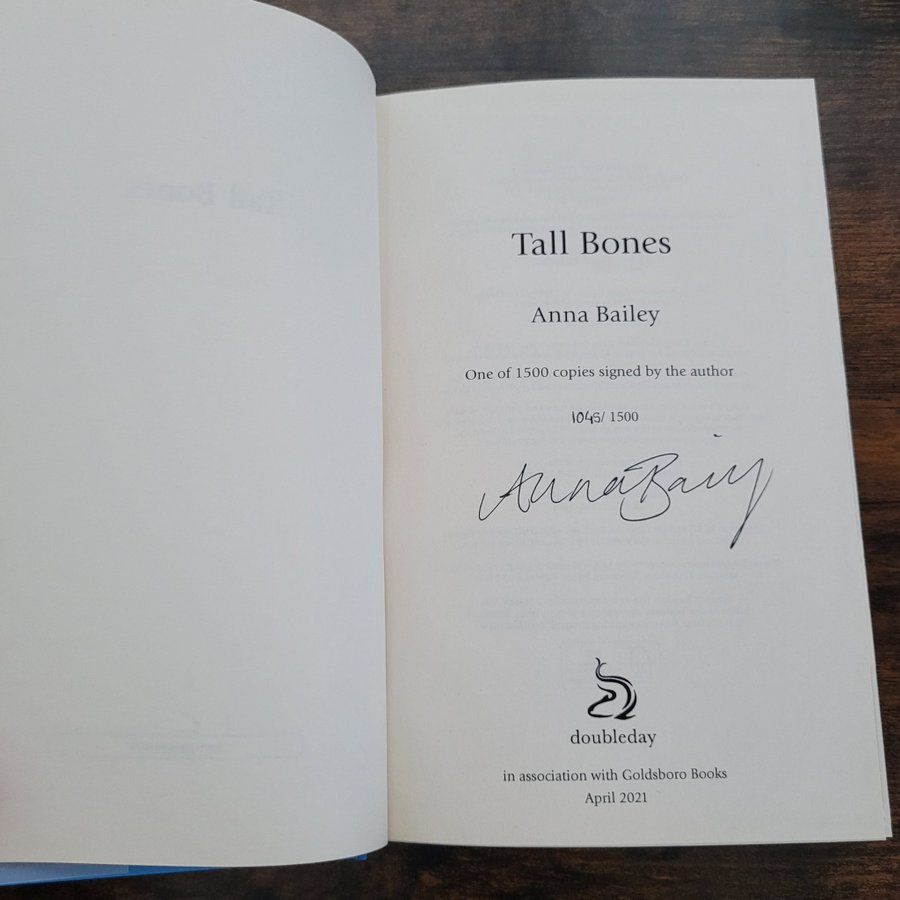 Tall Bones
Anna Bailey
One of 1500 copies signed by the author
1045/ 1500
Anna Bailey
doubleday
in association with Goldsboro Books
April 2021